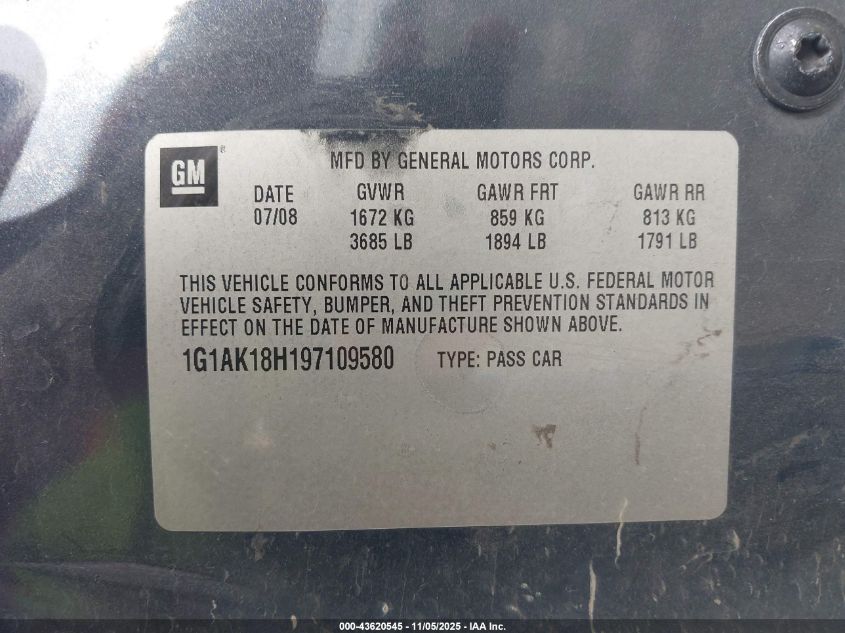 GM ®
MFD BY GENERAL MOTORS CORP.
DATE GVWR GAWR FRT GAWR RR
07/08 1672 KG 859 KG 813 KG
3685 LB 1894 LB 1791 LB
THIS VEHICLE CONFORMS TO ALL APPLICABLE U.S. FEDERAL MOTOR
VEHICLE SAFETY, BUMPER, AND THEFT PREVENTION STANDARDS IN
EFFECT ON THE DATE OF MANUFACTURE SHOWN ABOVE.
1G1AK18H197109580 TYPE: PASS CAR
000-43620545 - 11/05/2025 - IAA Inc.